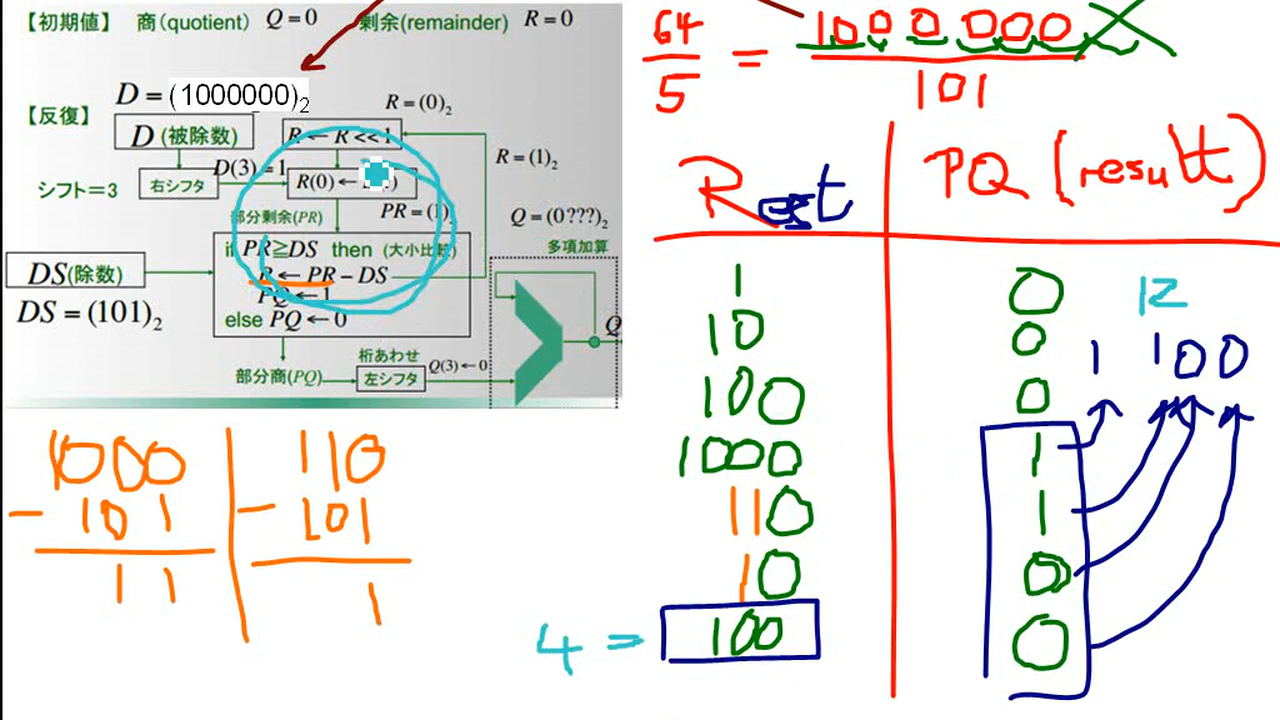 【初期値】 商(quotient) Q=0 剰余(remainder) R=0
D=(1000000)₂
R=(0)₂
【反復】
D (被除数)
R ← R<<1
D(3)=1
R=(1)₂
シフト=3
右シフタ
R(0)←
部分剰余(PR)
PR=(1)₂
Q=(0???)₂
if PR≧DS then (大小比較)
多項加算
DS(除数)
R ← PR−DS
PQ←1
DS=(101)₂
else PQ←0
Q
桁あわせ
部分商(PQ)
左シフタ
Q(3)←0
64/5 = 1000000/101
Rest
PQ (result)
1 0
10 0
100 0
1000 1
110 1
10 0
100 0
12
1 1 0 0
4 =
1000
- 101
11
110
- 101
1